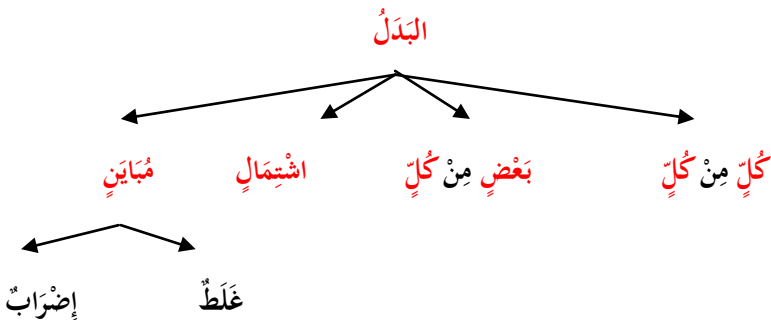 البَدَلُ
كُلٍّ مِنْ كُلٍّ بَعْضٍ مِنْ كُلٍّ اشْتِمَالٍ مُبَايَنٍ
غَلَطٌ إِضْرَابٌ